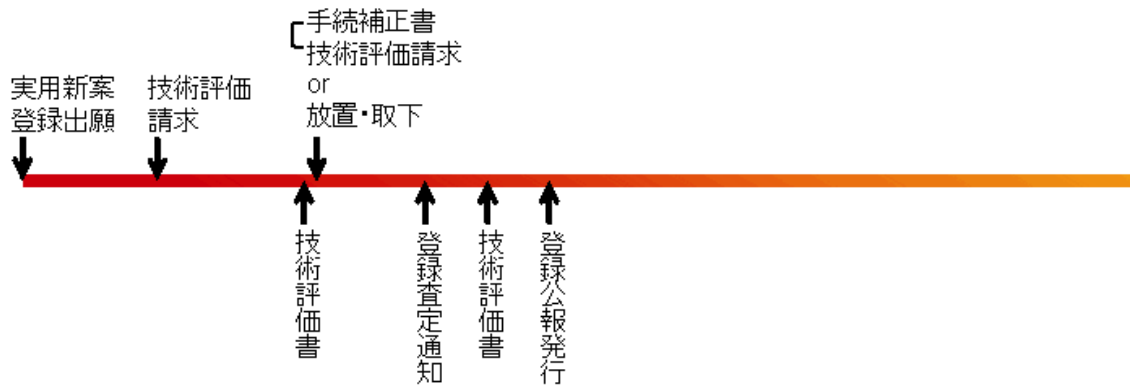 実用新案
登録出願
技術評価
請求
手続補正書
技術評価請求
or
放置・取下
技術評価書
登録査定通知
技術評価書
登録公報発行